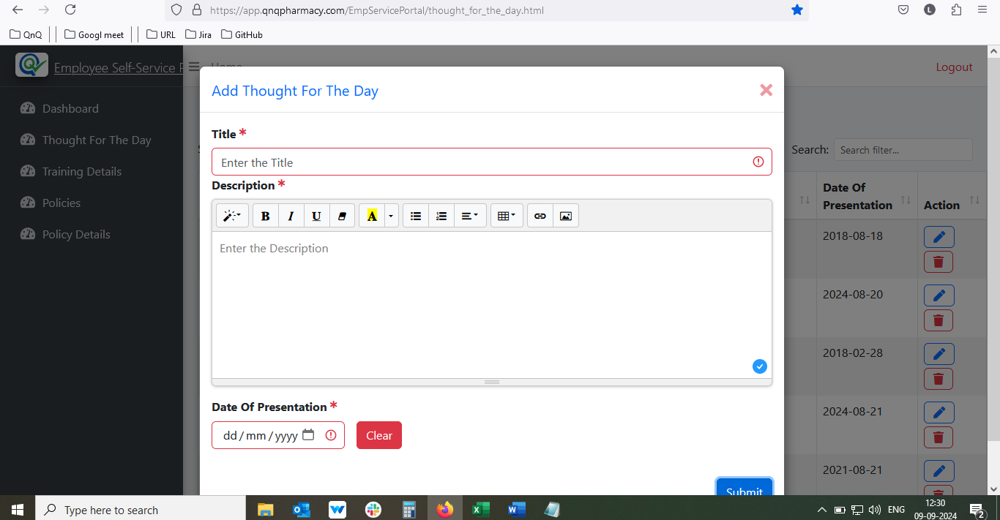 https://app.qnqpharmacy.com/EmpServicePortal/thought_for_the_day.html
L
QnQ
Googl meet
URL
Jira
GitHub
Employee Self-Service
Home
Logout
Dashboard
Thought For The Day
Training Details
Policies
Policy Details
Add Thought For The Day
Title *
Enter the Title
Description *
B I U A
Enter the Description
Date Of Presentation *
dd / mm / yyyy
Clear
Submit
Search:
Search filter...
Date Of
Presentation
Action
2018-08-18
2024-08-20
2018-02-28
2024-08-21
2021-08-21
Type here to search
ENG
12:30
09-09-2024
2